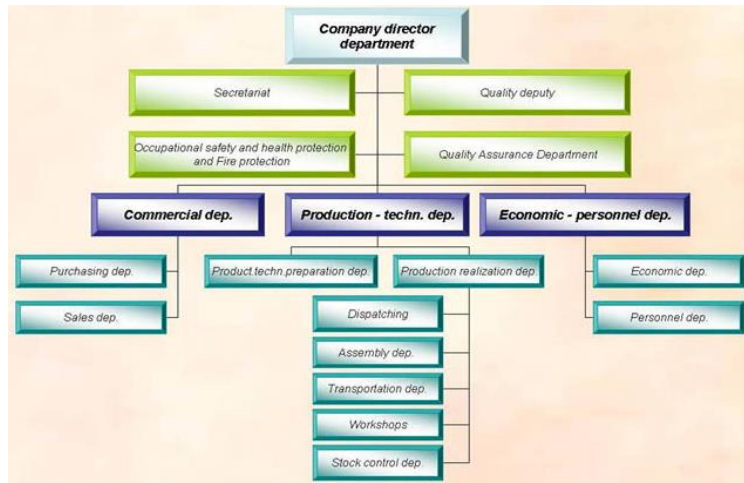 Company director
department
Secretariat
Quality deputy
Occupational safety and health protection
and Fire protection
Quality Assurance Department
Commercial dep.
Production - techn. dep.
Economic - personnel dep.
Purchasing dep.
Product.techn.preparation dep.
Production realization dep.
Economic dep.
Sales dep.
Dispatching
Personnel dep.
Assembly dep.
Transportation dep.
Workshops
Stock control dep.